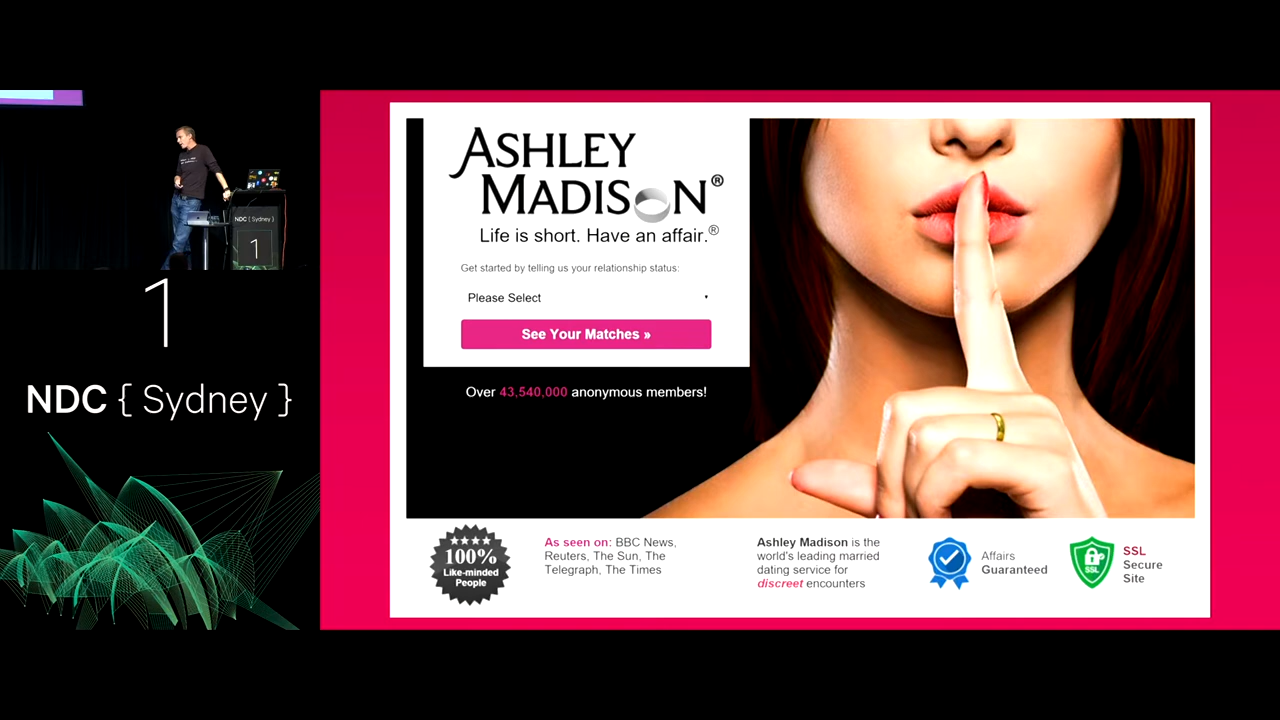 NDC { Sydney }
1
1
NDC { Sydney }
ASHLEY
MADISON®
Life is short. Have an affair.®
Get started by telling us your relationship status:
Please Select
See Your Matches »
Over 43,540,000 anonymous members!
100%
Like-minded
People
As seen on: BBC News,
Reuters, The Sun, The
Telegraph, The Times
Ashley Madison is the
world's leading married
dating service for
discreet encounters
Affairs
Guaranteed
SSL
SSL
Secure
Site